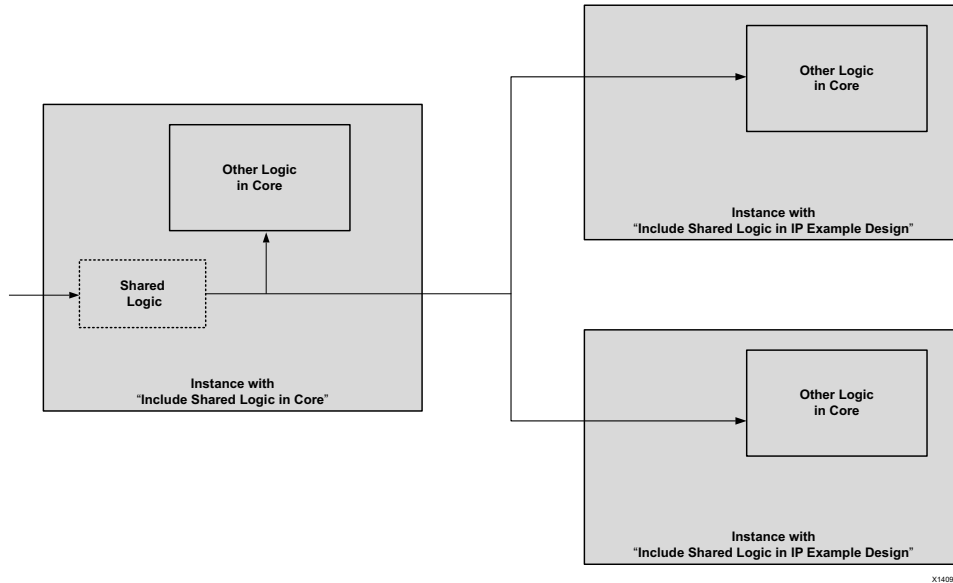 Other Logic
in Core
Instance with
“Include Shared Logic in IP Example Design”
Other Logic
in Core
Shared
Logic
Instance with
“Include Shared Logic in Core”
Other Logic
in Core
Instance with
“Include Shared Logic in IP Example Design”
X1409